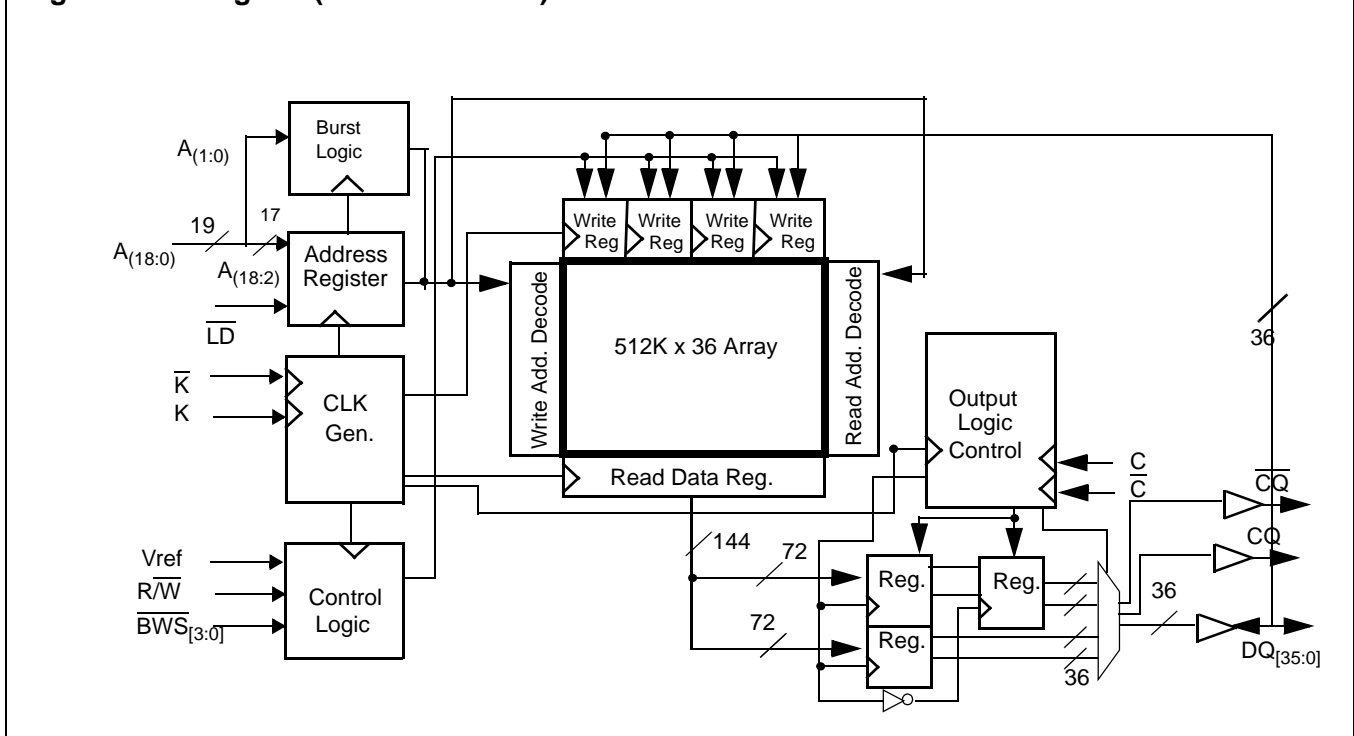 Burst
Logic
A(1:0)
19
17
A(18:0)
A(18:2)
Address
Register
LD
K
K
CLK
Gen.
Vref
R/W
BWS[3:0]
Control
Logic
Write
Reg
Write
Reg
Write
Reg
Write
Reg
Write Add. Decode
512K x 36 Array
Read Add. Decode
Read Data Reg.
144
72
72
Output
Logic
Control
C
C
Reg.
Reg.
Reg.
36
36
36
CQ
CQ
DQ[35:0]